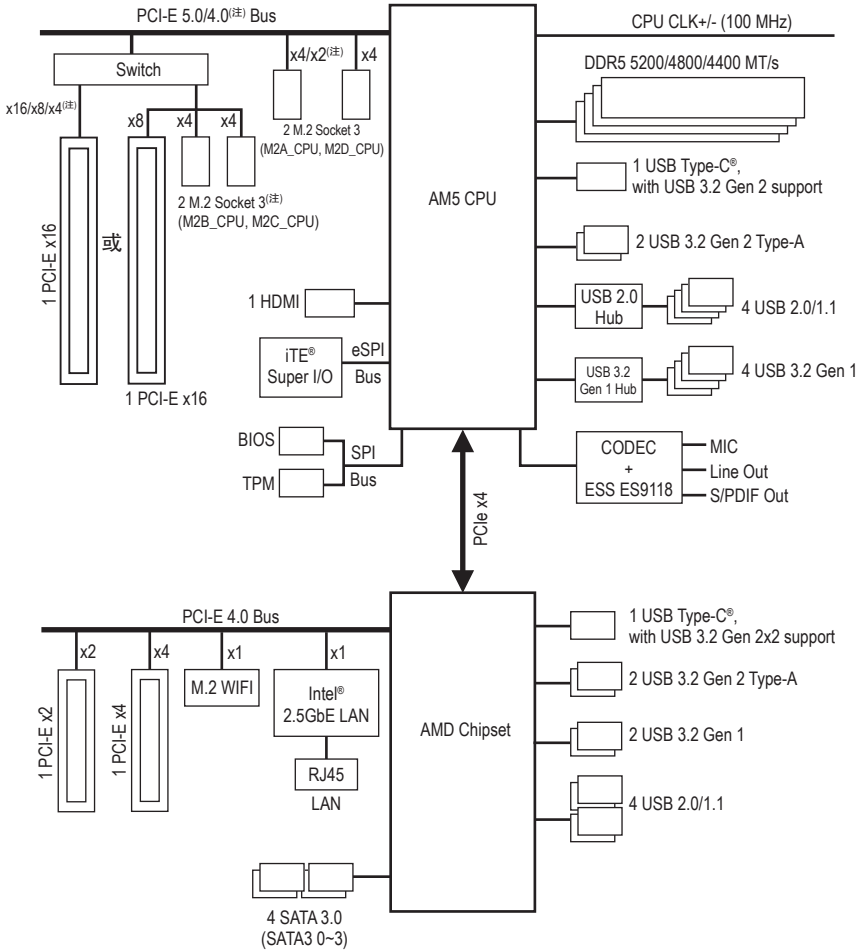 PCI-E 5.0/4.0(注) Bus
CPU CLK+/- (100 MHz)
Switch
x4/x2(注)
x4
DDR5 5200/4800/4400 MT/s
x16/x8/x4(注)
x8
x4
x4
2 M.2 Socket 3
(M2A_CPU, M2D_CPU)
1 USB Type-C®,
with USB 3.2 Gen 2 support
AM5 CPU
2 M.2 Socket 3(注)
(M2B_CPU, M2C_CPU)
1 PCI-E x16
或
1 PCI-E x16
2 USB 3.2 Gen 2 Type-A
1 HDMI
USB 2.0
Hub
4 USB 2.0/1.1
iTE®
Super I/O
eSPI
Bus
USB 3.2
Gen 1 Hub
4 USB 3.2 Gen 1
BIOS
TPM
SPI
Bus
CODEC
+
ESS ES9118
MIC
Line Out
S/PDIF Out
PCIe x4
PCI-E 4.0 Bus
x2
x4
x1
x1
1 USB Type-C®,
with USB 3.2 Gen 2x2 support
M.2 WIFI
Intel®
2.5GbE LAN
2 USB 3.2 Gen 2 Type-A
1 PCI-E x2
1 PCI-E x4
AMD Chipset
2 USB 3.2 Gen 1
RJ45
LAN
4 USB 2.0/1.1
4 SATA 3.0
(SATA3 0~3)